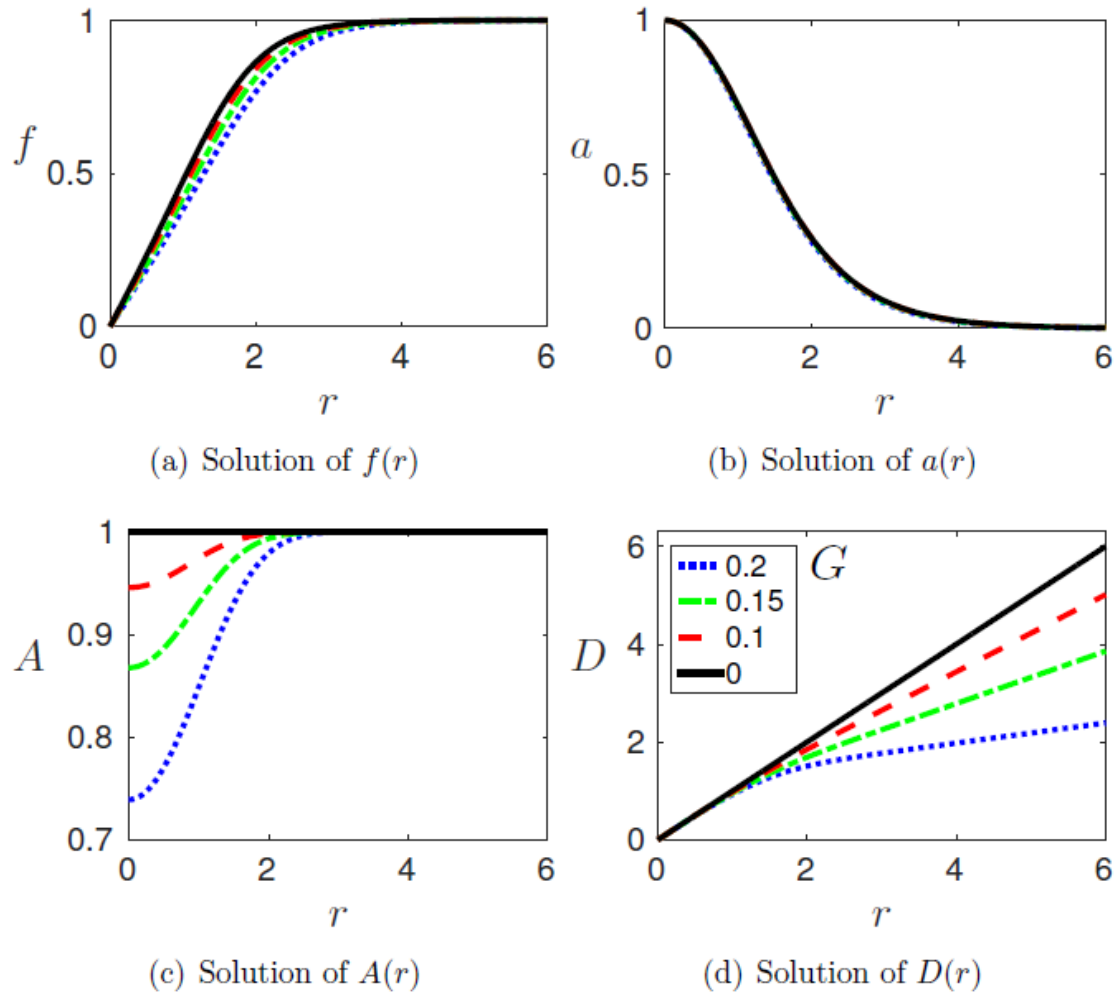 1
f
0.5
0
0 2 4 6
r
(a) Solution of f(r)
1
a
0.5
0
0 2 4 6
r
(b) Solution of a(r)
1
0.9
A
0.8
0.7
0 2 4 6
r
(c) Solution of A(r)
6
4
D
2
0
0.2 G
0.15
0.1
0
0 2 4 6
r
(d) Solution of D(r)